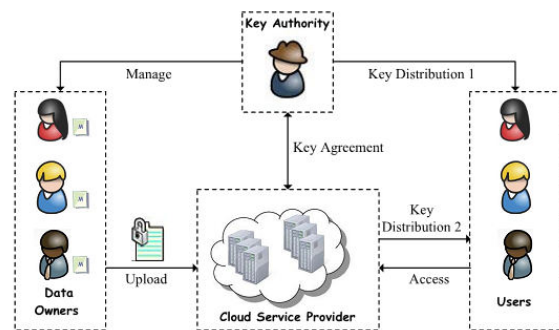 Key Authority
Manage
Key Distribution 1
Key Agreement
Key
Distribution 2
Upload
Access
Data
Owners
Cloud Service Provider
Users